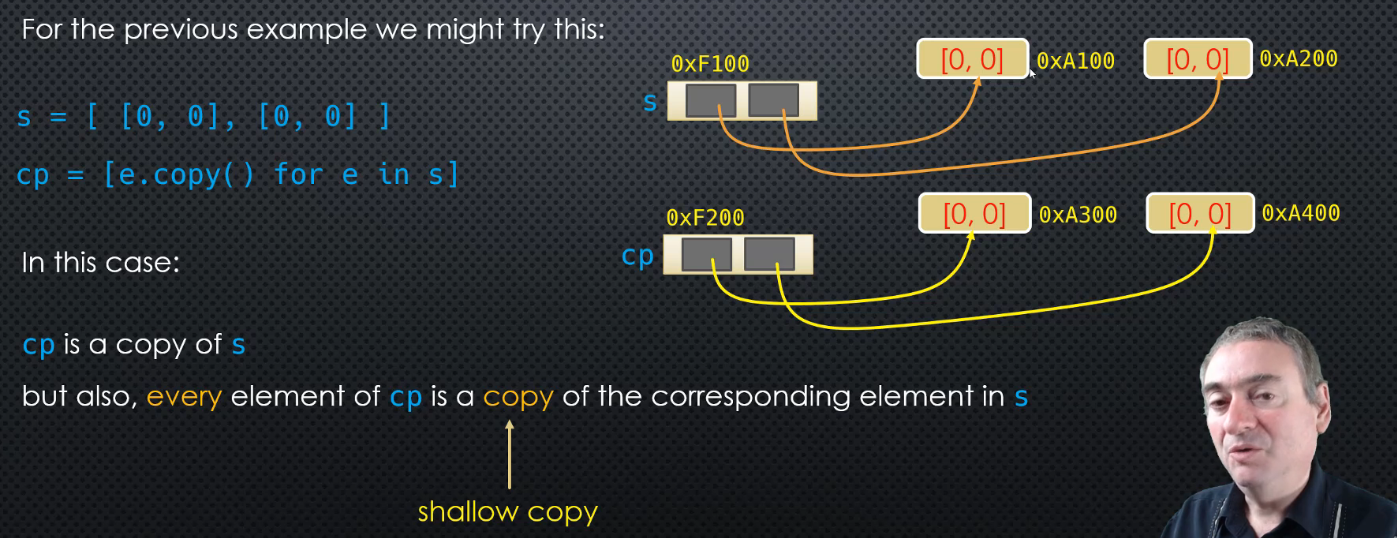 For the previous example we might try this:
s = [ [0, 0], [0, 0] ]
cp = [e.copy() for e in s]
In this case:
cp is a copy of s
but also, every element of cp is a copy of the corresponding element in s
shallow copy
0xF100
s
[0, 0] 0xA100
[0, 0] 0xA200
0xF200
cp
[0, 0] 0xA300
[0, 0] 0xA400